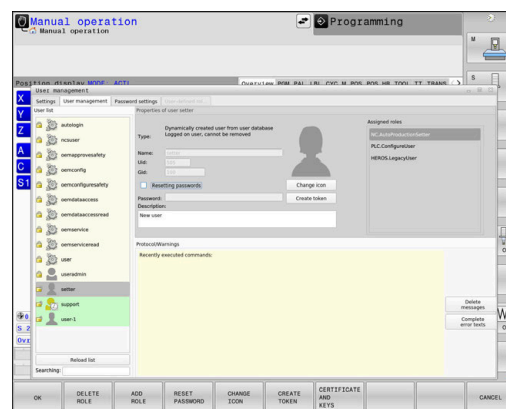 Manual operation
Manual operation
Programming
Position display MODE: ACTL
Overview PGM PAL LBL CYC M POS POS HR TOOL TT TRANS
M
S
X
Y
Z
A
C
S1
User management
Settings
User management
Password settings
User list
autologin
ncsuser
oemapprovesafety
oemconfig
oemconfiguresafety
oemdataaccess
oemdataaccessread
oemservice
oemserviceread
user
useradmin
setter
support
user-1
Reload list
Searching:
Properties of user setter
Type:
Dynamically created user from user database
Logged on user, cannot be removed
Name:
Uid:
Gid:
Resetting passwords
Password:
Description:
New user
Change icon
Create token
Assigned roles
NC.AutoProductionSetter
PLC.ConfigureUser
HEROS.LegacyUser
Protocol/Warnings
Recently executed commands:
Delete
messages
Complete
error texts
OK
DELETE
ROLE
ADD
ROLE
RESET
PASSWORD
CHANGE
ICON
CREATE
TOKEN
CERTIFICATE
AND
KEYS
CANCEL